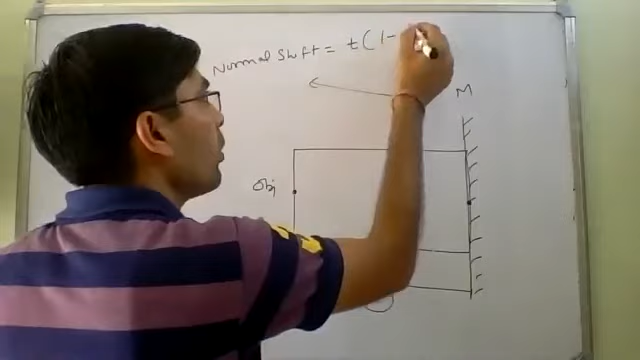 Normal Shift = t(1-
M
Obj